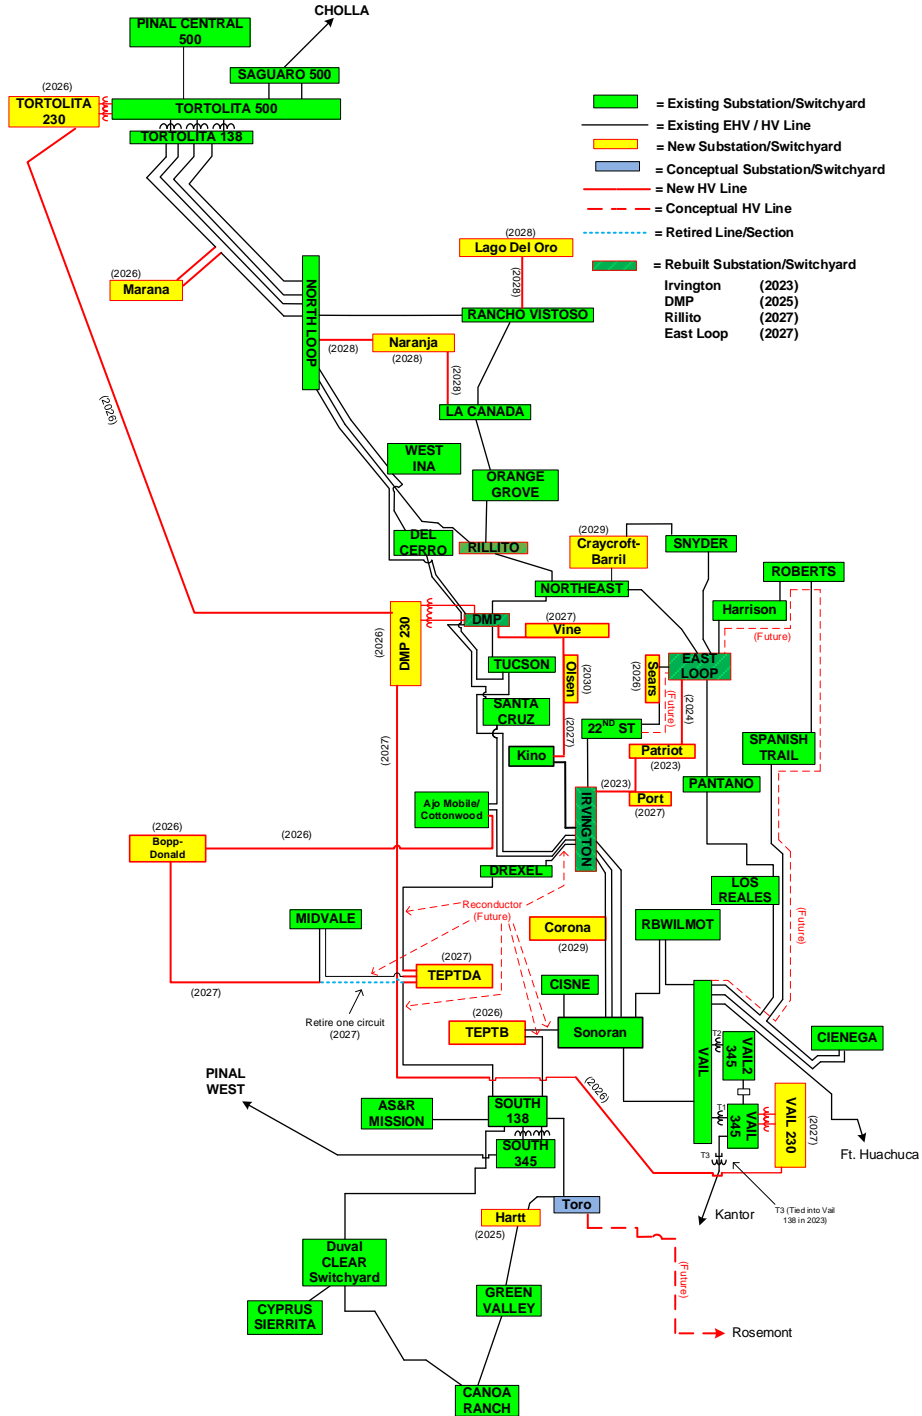 CHOLLA
PINAL CENTRAL
500
SAGUARO 500
(2026)
TORTOLITA
230
TORTOLITA 500
TORTOLITA 138
= Existing Substation/Switchyard
= Existing EHV / HV Line
= New Substation/Switchyard
= Conceptual Substation/Switchyard
= New HV Line
= Conceptual HV Line
= Retired Line/Section
= Rebuilt Substation/Switchyard
Irvington (2023)
DMP (2025)
Rillito (2027)
East Loop (2027)
(2028)
Lago Del Oro
(2028)
(2026)
Marana
NORTH LOOP
RANCHO VISTOSO
(2028)
Naranja
(2028)
(2028)
LA CANADA
(2026)
WEST
INA
ORANGE
GROVE
DEL
CERRO
RILLITO
(2029)
Craycroft-
Barril
SNYDER
ROBERTS
NORTHEAST
Harrison
(Future)
DMP 230
(2026)
DMP
(2027)
Vine
TUCSON
Olsen
(2030)
Sears
(2026)
EAST
LOOP
(Future)
(2024)
SANTA
CRUZ
22ND ST
(2027)
SPANISH
TRAIL
(2027)
Kino
Patriot
(2023)
PANTANO
IRVINGTON
(2023)
Port
(2027)
Ajo Mobile/
Cottonwood
(2026)
Bopp-
Donald
(2026)
DREXEL
LOS
REALES
Reconductor
(Future)
MIDVALE
Corona
(2029)
RBWILMOT
(Future)
(2027)
TEPTDA
(2027)
CISNE
Retire one circuit
(2027)
(2026)
TEPTB
Sonoran
VAIL
T2
VAIL2
345
CIENEGA
PINAL
WEST
(2026)
AS&R
MISSION
SOUTH
138
T1
VAIL
345
VAIL 230
(2027)
SOUTH
345
T3
Ft. Huachuca
Kantor
T3 (Tied into Vail
138 in 2023)
Toro
Hartt
(2025)
Duval
CLEAR
Switchyard
(Future)
GREEN
VALLEY
CYPRUS
SIERRITA
Rosemont
CANOA
RANCH